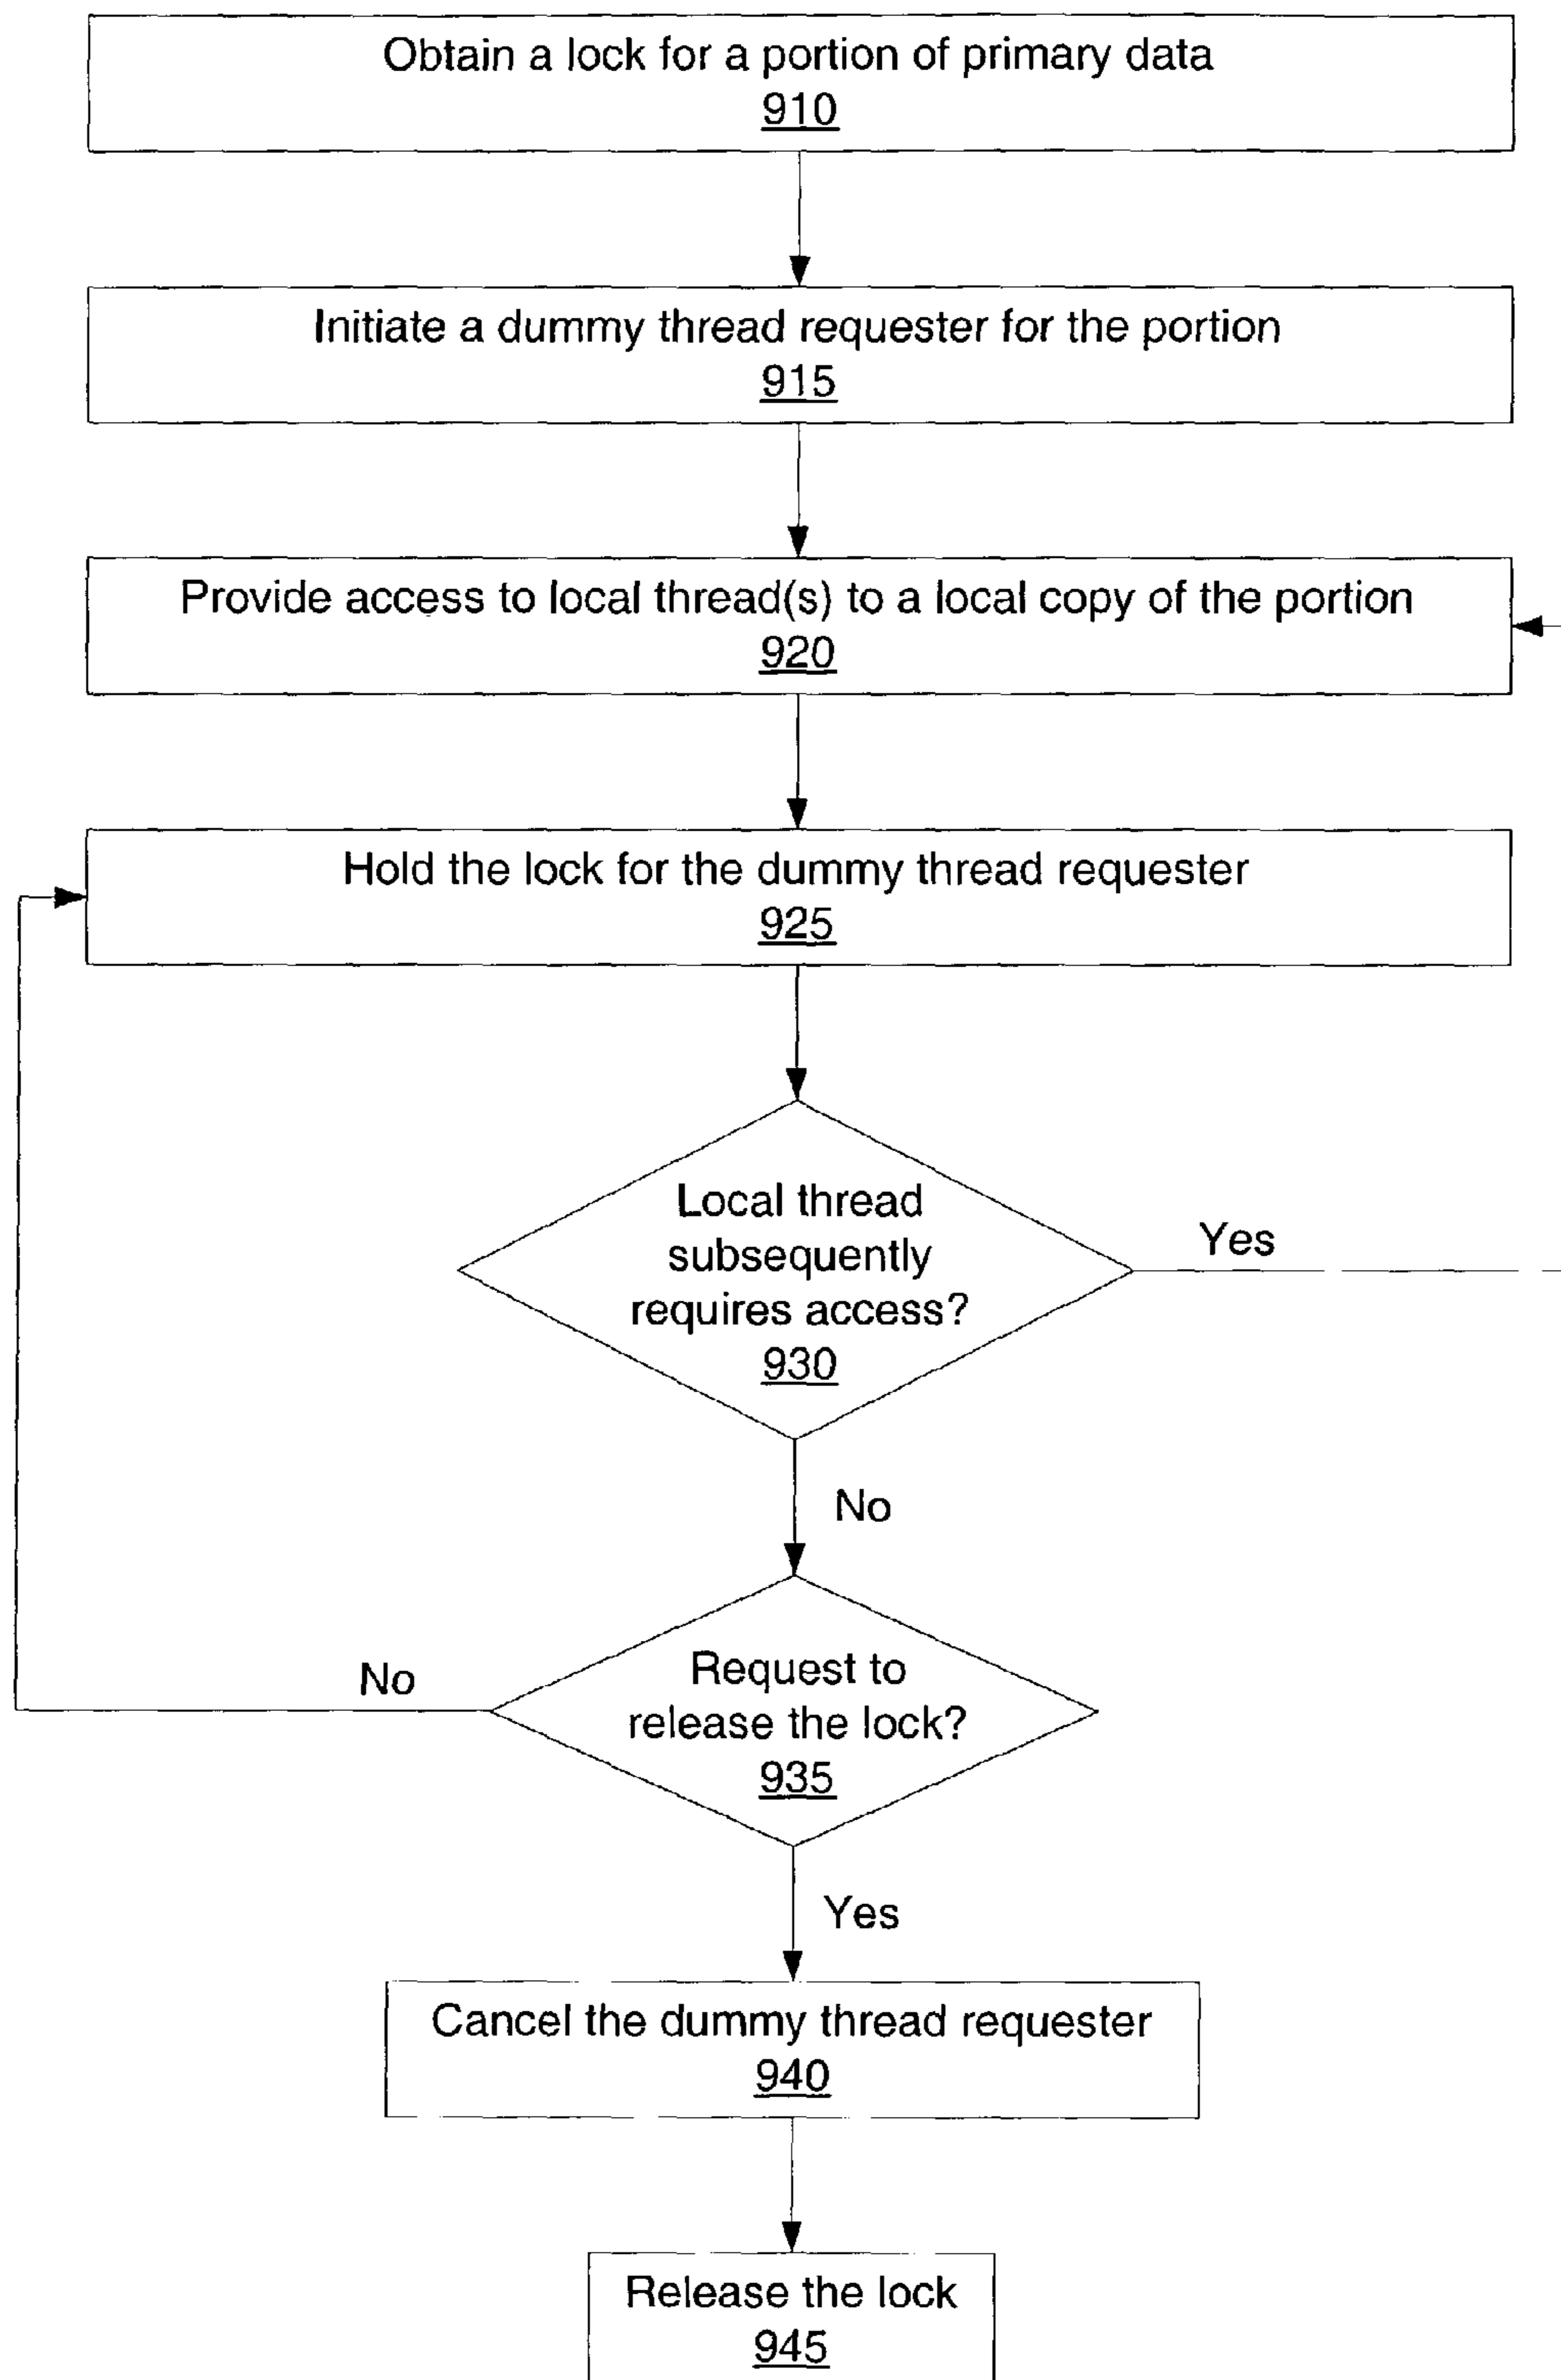 Obtain a lock for a portion of primary data
910
Initiate a dummy thread requester for the portion
915
Provide access to local thread(s) to a local copy of the portion
920
Hold the lock for the dummy thread requester
925
Local thread
subsequently
requires access?
930
Yes
No
Request to
release the lock?
935
No
Yes
Cancel the dummy thread requester
940
Release the lock
945